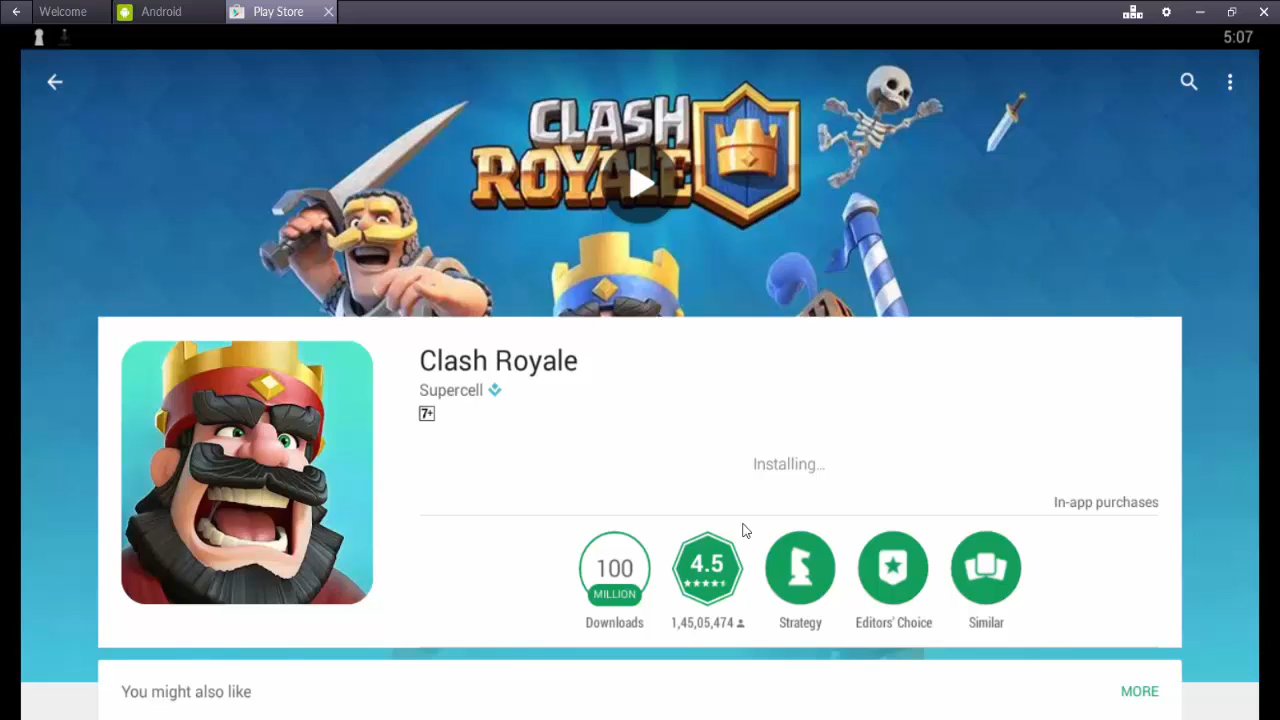 Welcome
Android
Play Store
5:07
CLASH
ROYALE
Clash Royale
Supercell
7+
Installing...
In-app purchases
100
MILLION
Downloads
4.5
1,45,05,474
Strategy
Editors' Choice
Similar
You might also like
MORE